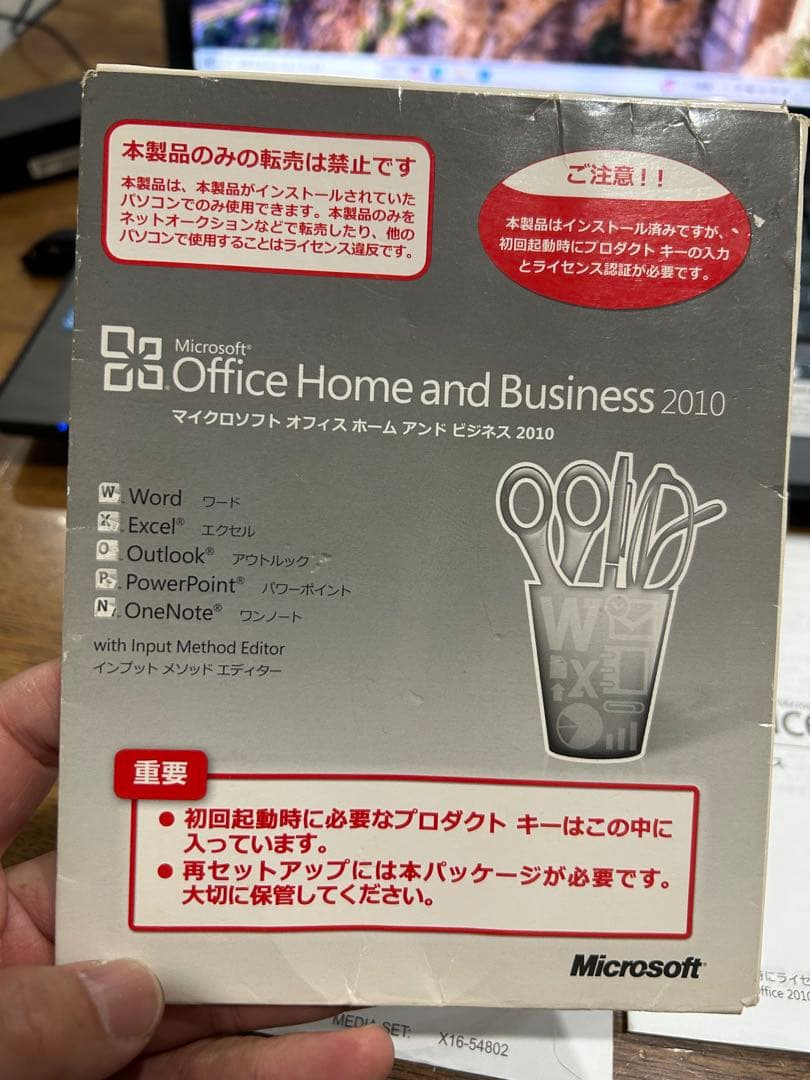 本製品のみの転売は禁止です
本製品は、本製品がインストールされていた
パソコンでのみ使用できます。本製品のみを
ネットオークションなどで転売したり、他の
パソコンで使用することはライセンス違反です。
ご注意！！
本製品はインストール済みですが、
初回起動時にプロダクト キーの入力
とライセンス認証が必要です。
Microsoft®
Office Home and Business 2010
マイクロソフト オフィス ホーム アンド ビジネス 2010
W Word ワード
X Excel® エクセル
O Outlook® アウトルック
P Power​Point® パワーポイント
N OneNote® ワンノート
with Input Method Editor
インプット メソッド エディター
W
X
重要
● 初回起動時に必要なプロダクト キーはこの中に
入っています。
● 再セットアップには本パッケージが必要です。
大切に保管してください。
Microsoft
MEDIA SET: X16-54802
にライセ
ffice 2010